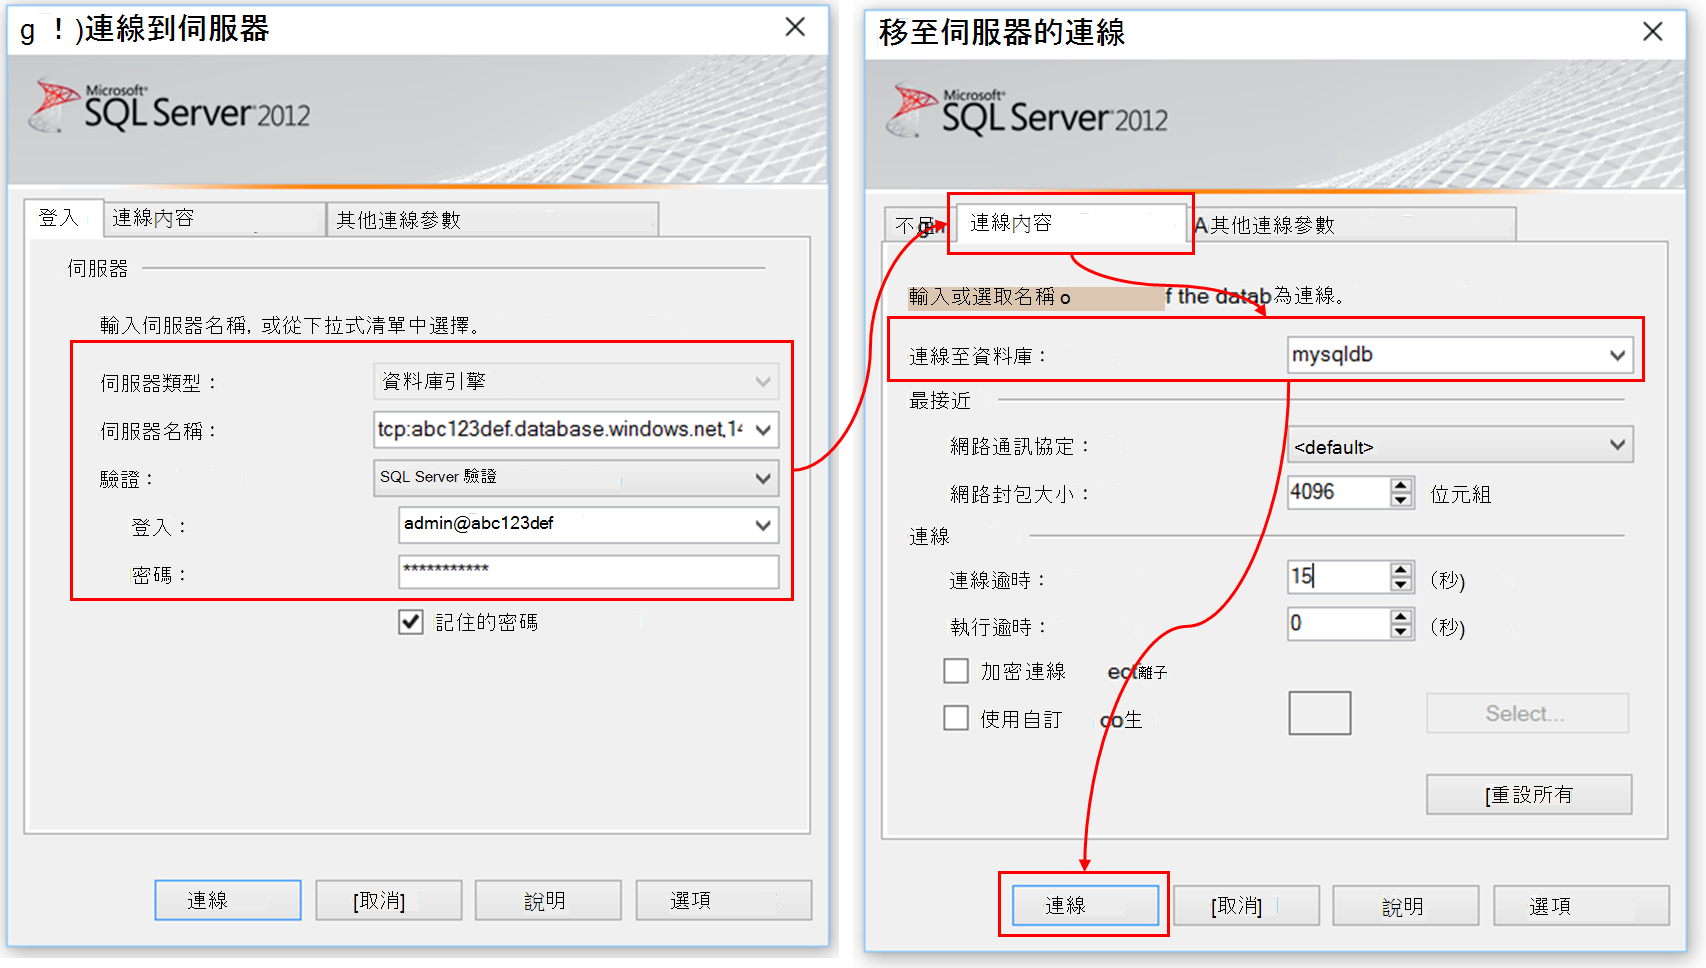 g ！)連線到伺服器
Microsoft®
SQL Server® 2012
登入 連線內容 其他連線參數
伺服器
輸入伺服器名稱, 或從下拉式清單中選擇。
伺服器類型： 資料庫引擎
伺服器名稱： tcp:abc123def.database.windows.net,14
驗證： SQL Server 驗證
登入： admin@abc123def
密碼： ***********
記住的密碼
連線 [取消] 說明 選項
移至伺服器的連線
Microsoft®
SQL Server® 2012
連線內容 A其他連線參數
輸入或選取名稱 o f the datab為連線。
連線至資料庫： mysqldb
最接近
網路通訊協定： <default>
網路封包大小： 4096 位元組
連線
連線逾時： 15 (秒)
執行逾時： 0 (秒)
加密連線 ect離子
使用自訂 co生 Select...
[重設所有
連線 [取消] 說明 選項